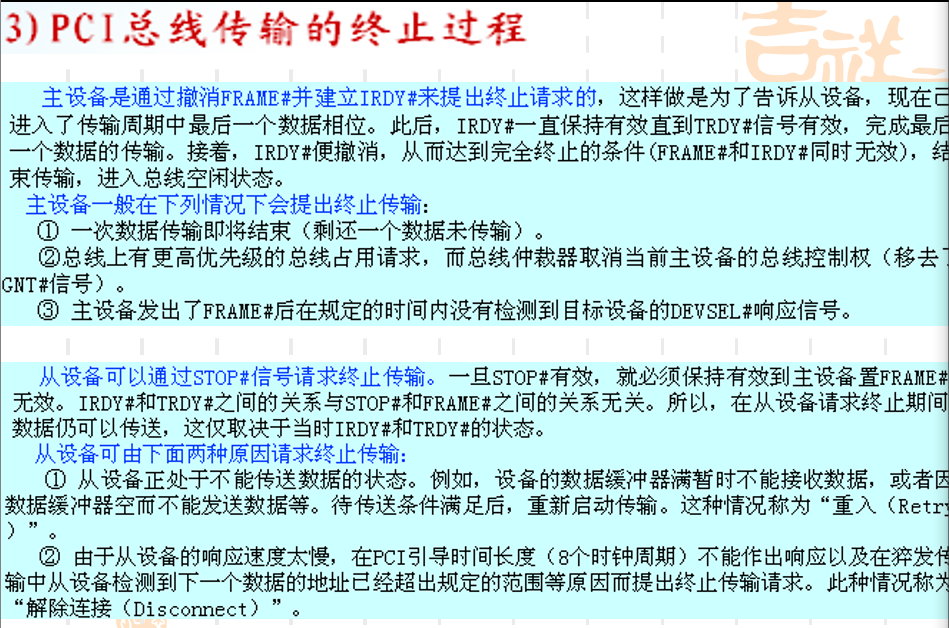 3)PCI总线传输的终止过程
吉祥
主设备是通过撤消FRAME#并建立IRDY#来提出终止请求的，这样做是为了告诉从设备，现在已
进入了传输周期中最后一个数据相位。此后，IRDY#一直保持有效直到TRDY#信号有效，完成最后
一个数据的传输。接着，IRDY#便撤消，从而达到完全终止的条件(FRAME#和IRDY#同时无效)，结
束传输，进入总线空闲状态。
主设备一般在下列情况下会提出终止传输：
① 一次数据传输即将结束（剩还一个数据未传输）。
②总线上有更高优先级的总线占用请求，而总线仲裁器取消当前主设备的总线控制权（移去了
GNT#信号）。
③ 主设备发出了FRAME#后在规定的时间内没有检测到目标设备的DEVSEL#响应信号。
从设备可以通过STOP#信号请求终止传输。一旦STOP#有效，就必须保持有效到主设备置FRAME#
无效。IRDY#和TRDY#之间的关系与STOP#和FRAME#之间的关系无关。所以，在从设备请求终止期间
数据仍可以传送，这仅取决于当时IRDY#和TRDY#的状态。
从设备可由下面两种原因请求终止传输：
① 从设备正处于不能传送数据的状态。例如，设备的数据缓冲器满暂时不能接收数据，或者因
数据缓冲器空而不能发送数据等。待传送条件满足后，重新启动传输。这种情况称为“重入（Retry
）”。
② 由于从设备的响应速度太慢，在PCI引导时间长度（8个时钟周期）不能作出响应以及在猝发传
输中从设备检测到下一个数据的地址已经超出规定的范围等原因而提出终止传输请求。此种情况称为
“解除连接（Disconnect）”。